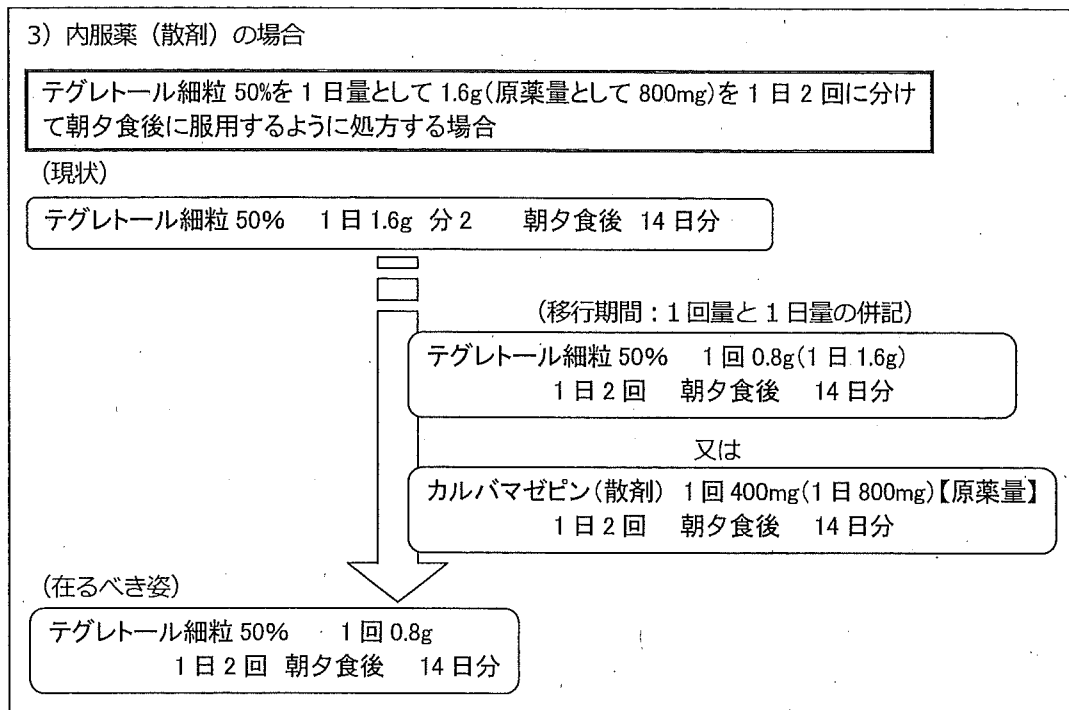 3）内服薬（散剤）の場合
テグレトール細粒 50%を 1 日量として 1.6g(原薬量として 800mg)を 1 日 2 回に分け
て朝夕食後に服用するように処方する場合
(現状)
テグレトール細粒 50%　1 日 1.6g　分 2　朝夕食後　14 日分
(移行期間：1 回量と 1 日量の併記)
テグレトール細粒 50%　1 回 0.8g(1 日 1.6g)
1 日 2 回　朝夕食後　14 日分
又は
カルバマゼピン(散剤)　1 回 400mg(1 日 800mg)【原薬量】
1 日 2 回　朝夕食後　14 日分
(在るべき姿)
テグレトール細粒 50%　1 回 0.8g
1 日 2 回　朝夕食後　14 日分